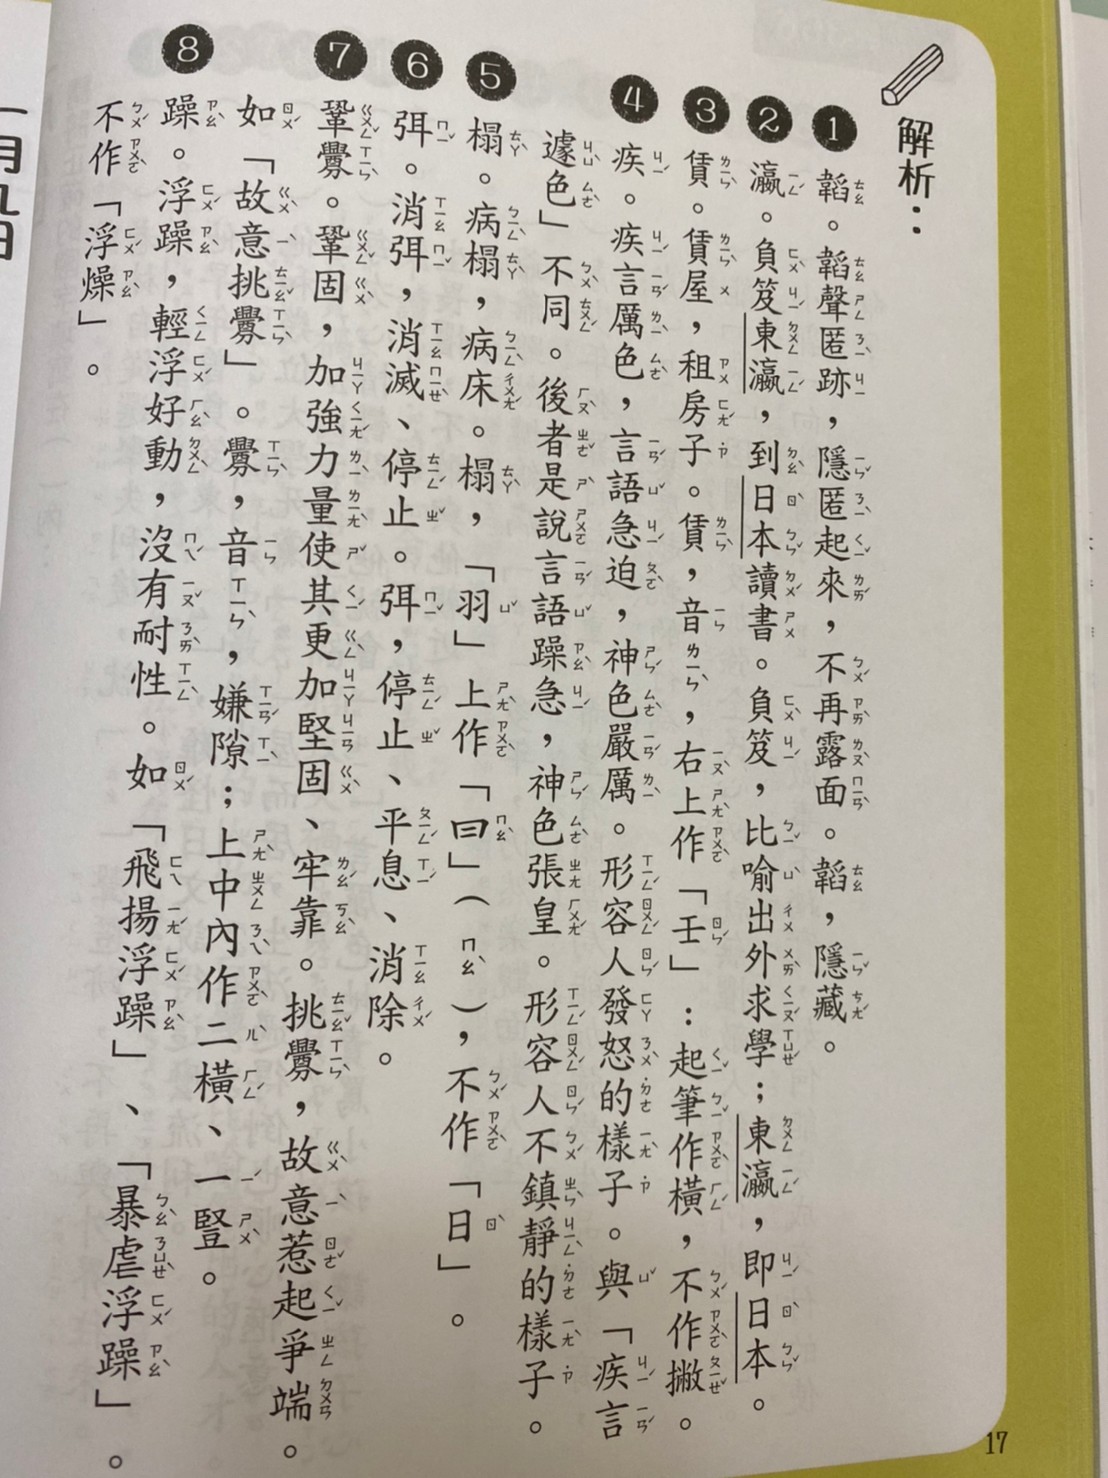 解析：
❶韜。韜聲匿跡，隱匿起來，不再露面。韜，隱藏。
❷瀛。負笈東瀛，到日本讀書。負笈，比喻出外求學；東瀛，即日本。
❸賃。賃屋，租房子。賃，音ㄌㄧㄣˋ，右上作「壬」：起筆作橫，不作撇。
❹疾。疾言厲色，言語急迫，神色嚴厲。形容人發怒的樣子。與「疾言
遽色」不同。後者是說言語躁急，神色張皇。形容人不鎮靜的樣子。
❺榻。病榻，病床。榻，「羽」上作「曰」（ㄇㄠˋ），不作「日」。
❻弭。消弭，消滅、停止。弭，停止、平息、消除。
❼鞏釁。鞏固，加強力量使其更加堅固、牢靠。挑釁，故意惹起爭端。
如「故意挑釁」。釁，音ㄒㄧㄣˋ，嫌隙；上中內作二橫、一豎。
❽躁。浮躁，輕浮好動，沒有耐性。如「飛揚浮躁」、「暴虐浮躁」。
不作「浮燥」。
17